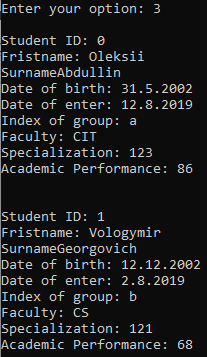 Enter your option: 3
Student ID: 0
Fristname: Oleksii
SurnameAbdullin
Date of birth: 31.5.2002
Date of enter: 12.8.2019
Index of group: a
Faculty: CIT
Specialization: 123
Academic Performance: 86
Student ID: 1
Fristname: Vologymir
SurnameGeorgovich
Date of birth: 12.12.2002
Date of enter: 2.8.2019
Index of group: b
Faculty: CS
Specialization: 121
Academic Performance: 68